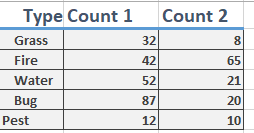 Type Count 1 Count 2
Grass 32 8
Fire 42 65
Water 52 21
Bug 87 20
Pest 12 10